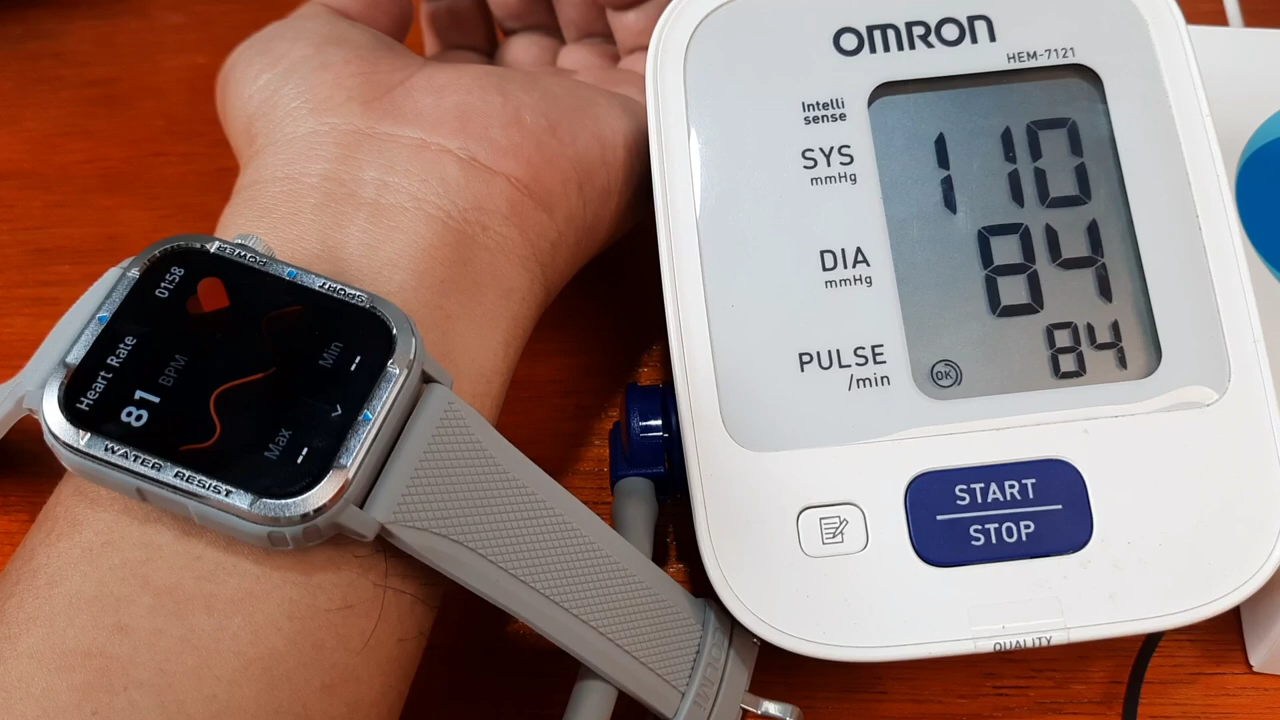 OMRON
HEM-7121
Intelli
sense
SYS
mmHg
110
DIA
mmHg
84
PULSE
/min
84
OK
START
STOP
QUALITY
POWER
SPORT
01:58
Heart Rate
81 BPM
Min
--
Max
--
WATER RESIST